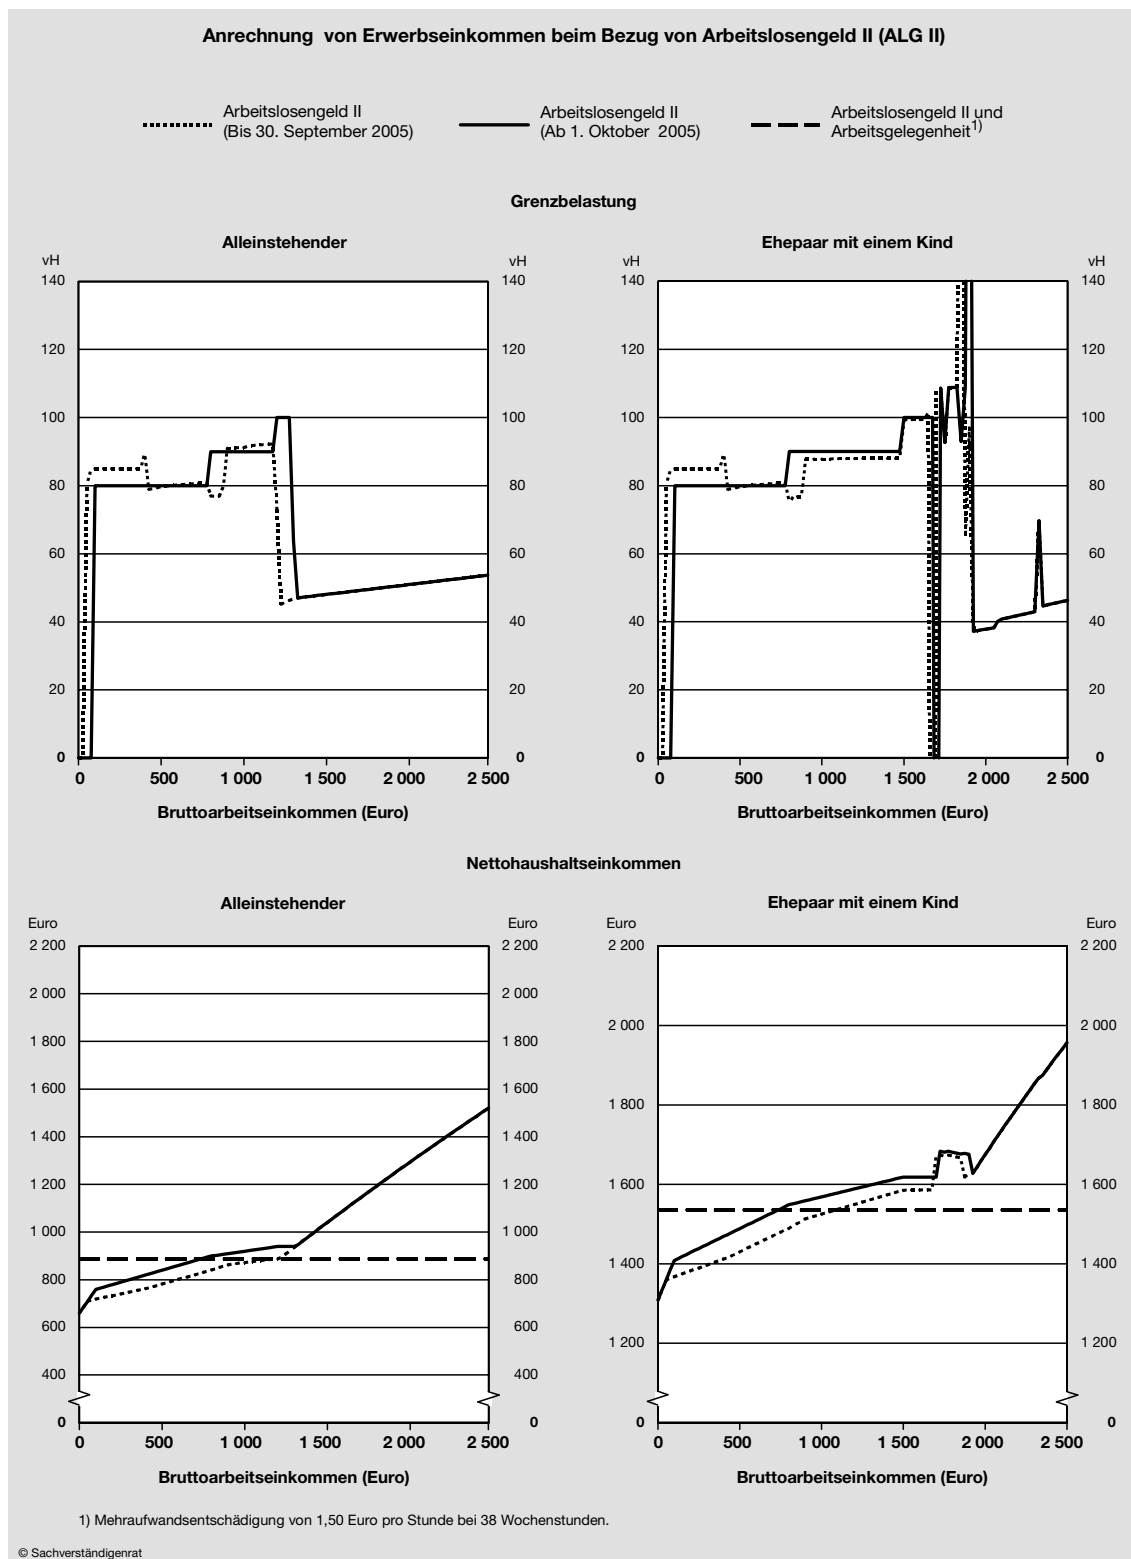 Anrechnung von Erwerbseinkommen beim Bezug von Arbeitslosengeld II (ALG II)
Arbeitslosengeld II
(Bis 30. September 2005)
Arbeitslosengeld II
(Ab 1. Oktober 2005)
Arbeitslosengeld II und
Arbeitsgelegenheit1)
Grenzbelastung
Alleinstehender
vH vH
140 140
120 120
100 100
80 80
60 60
40 40
20 20
0 0
0 500 1 000 1 500 2 000 2 500
Bruttoarbeitseinkommen (Euro)
Ehepaar mit einem Kind
vH vH
140 140
120 120
100 100
80 80
60 60
40 40
20 20
0 0
0 500 1 000 1 500 2 000 2 500
Bruttoarbeitseinkommen (Euro)
Nettohaushaltseinkommen
Alleinstehender
Euro Euro
2 200 2 200
2 000 2 000
1 800 1 800
1 600 1 600
1 400 1 400
1 200 1 200
1 000 1 000
800 800
600 600
400 400
0 0
0 500 1 000 1 500 2 000 2 500
Bruttoarbeitseinkommen (Euro)
Ehepaar mit einem Kind
Euro Euro
2 200 2 200
2 000 2 000
1 800 1 800
1 600 1 600
1 400 1 400
1 200 1 200
0 0
0 500 1 000 1 500 2 000 2 500
Bruttoarbeitseinkommen (Euro)
1) Mehraufwandsentschädigung von 1,50 Euro pro Stunde bei 38 Wochenstunden.
© Sachverständigenrat